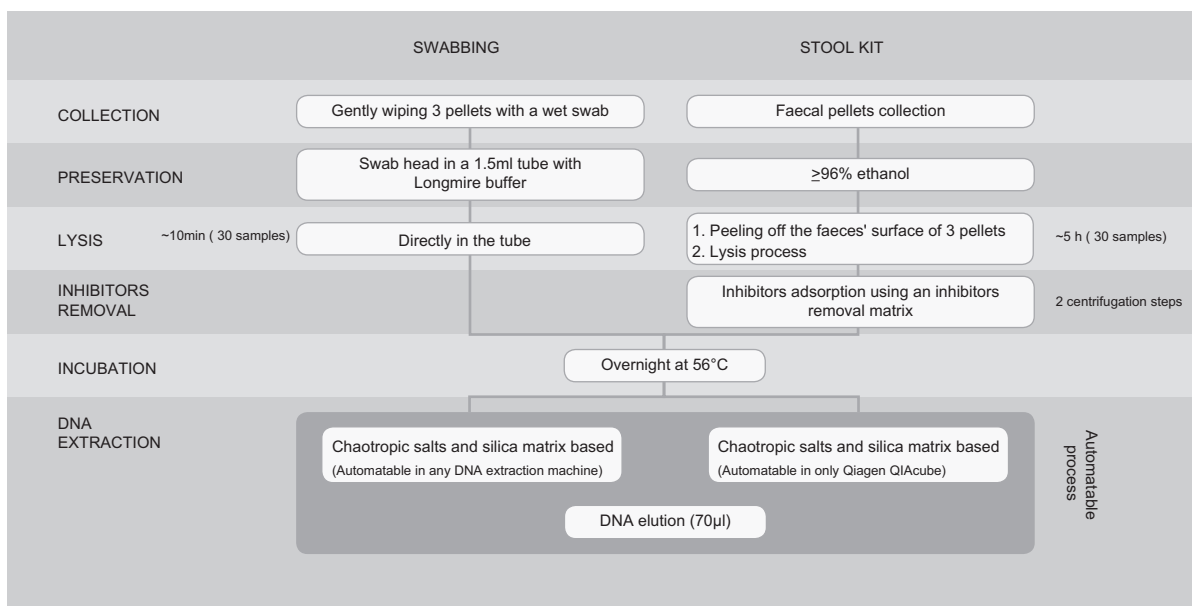 SWABBING
STOOL KIT
COLLECTION
Gently wiping 3 pellets with a wet swab
Faecal pellets collection
PRESERVATION
Swab head in a 1.5ml tube with
Longmire buffer
≥96% ethanol
LYSIS
~10min ( 30 samples)
Directly in the tube
1. Peeling off the faeces' surface of 3 pellets
2. Lysis process
~5 h ( 30 samples)
INHIBITORS
REMOVAL
Inhibitors adsorption using an inhibitors
removal matrix
2 centrifugation steps
INCUBATION
Overnight at 56°C
DNA
EXTRACTION
Chaotropic salts and silica matrix based
(Automatable in any DNA extraction machine)
Chaotropic salts and silica matrix based
(Automatable in only Qiagen QIAcube)
DNA elution (70µl)
Automatable
process